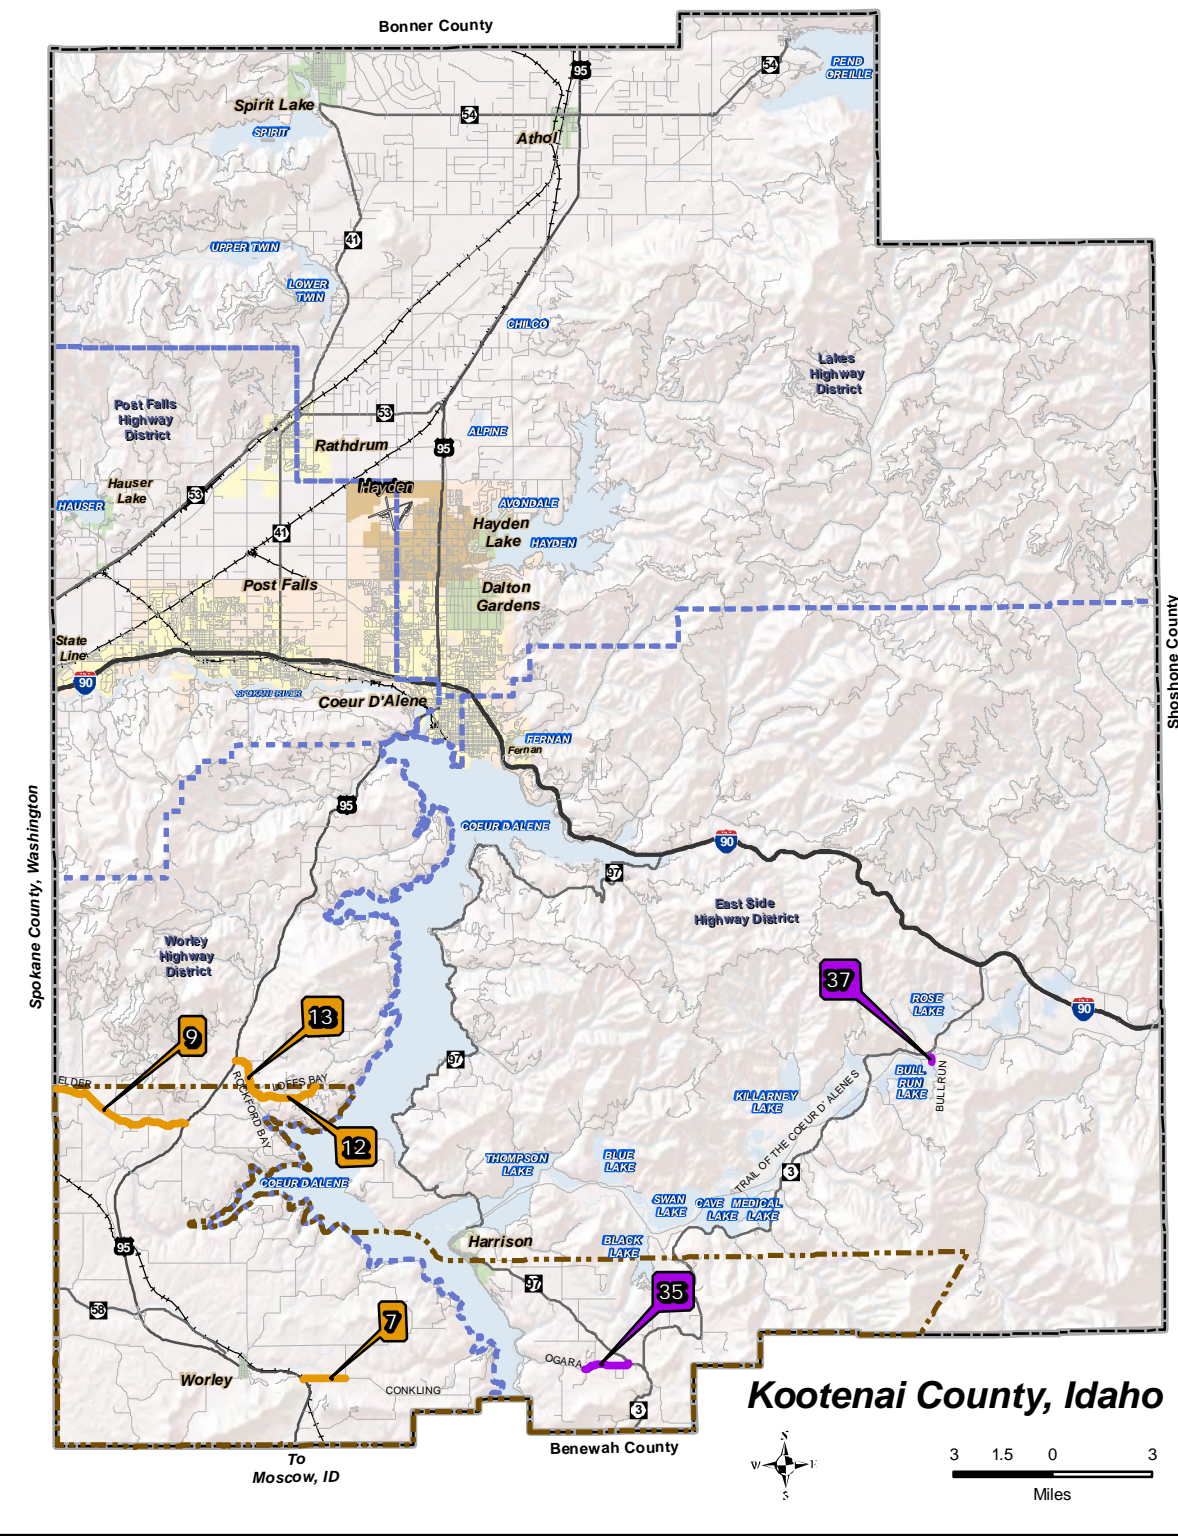 Bonner County
95
54
PEND
OREILLE
Spirit Lake
54
SPIRIT
Athol
41
UPPER TWIN
LOWER
TWIN
CHILCO
Lakes
Highway
District
Post Falls
Highway
District
53
ALPINE
Rathdrum
95
Hauser
Lake
Hayden
53
HAUSER
AVONDALE
Hayden
Lake
HAYDEN
41
Post Falls
Dalton
Gardens
State
Line
90
SPOKANE RIVER
Coeur D'Alene
Shoshone County
FERNAN
Fernan
95
COEUR D ALENE
90
97
Spokane County, Washington
East Side
Highway District
Worley
Highway
District
37
ROSE
LAKE
90
13
9
97
ELDER
LOFFS BAY
ROCKFORD BAY
BULL
RUN
LAKE
BULLRUN
KILLARNEY
LAKE
TRAIL OF THE COEUR D' ALENES
12
THOMPSON
LAKE
BLUE
LAKE
3
COEUR D ALENE
SWAN
LAKE
CAVE
LAKE
MEDICAL
LAKE
95
Harrison
BLACK
LAKE
97
35
58
7
OGARA
Worley
CONKLING
3
Kootenai County, Idaho
Benewah County
To
Moscow, ID
N
W
E
S
3 1.5 0 3
Miles